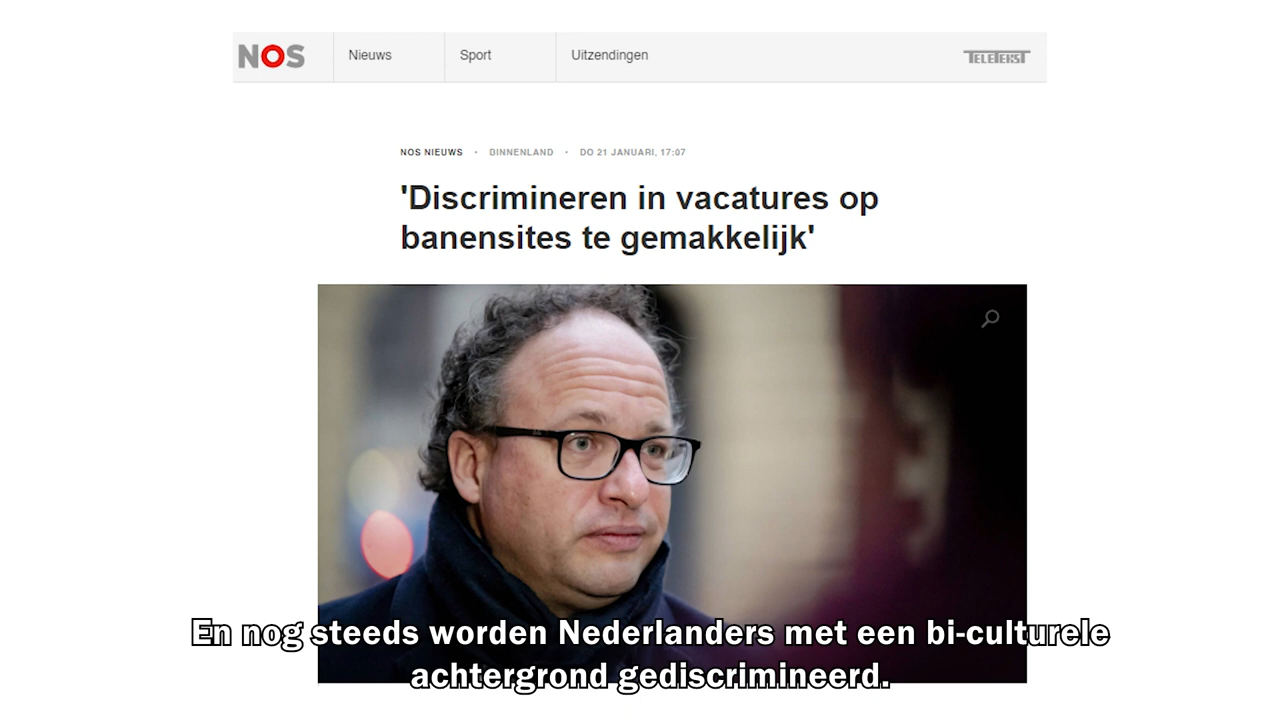 NOS
Nieuws
Sport
Uitzendingen
TELETEKST
NOS NIEUWS • BINNENLAND • DO 21 JANUARI, 17:07
'Discrimineren in vacatures op
banensites te gemakkelijk'
En nog steeds worden Nederlanders met een bi-culturele
achtergrond gediscrimineerd.